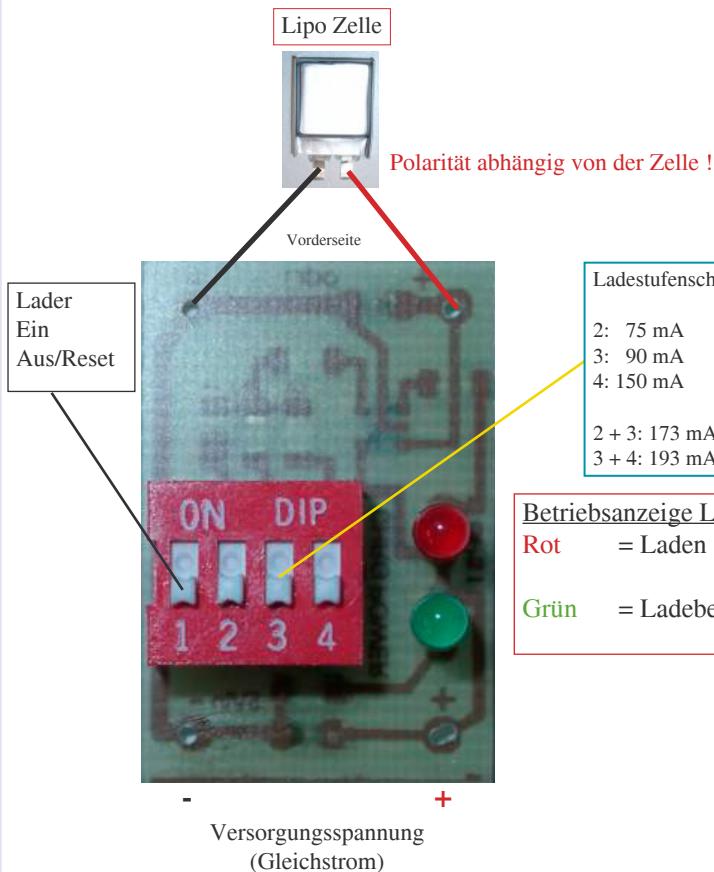 Lipo Zelle
Polarität abhängig von der Zelle !
Vorderseite
Lader
Ein
Aus/Reset
Ladestufensch
2: 75 mA
3: 90 mA
4: 150 mA
2 + 3: 173 mA
3 + 4: 193 mA
ON DIP
1 2 3 4
Betriebsanzeige L
Rot = Laden
Grün = Ladebe
+
- +
- +
Versorgungsspannung
(Gleichstrom)